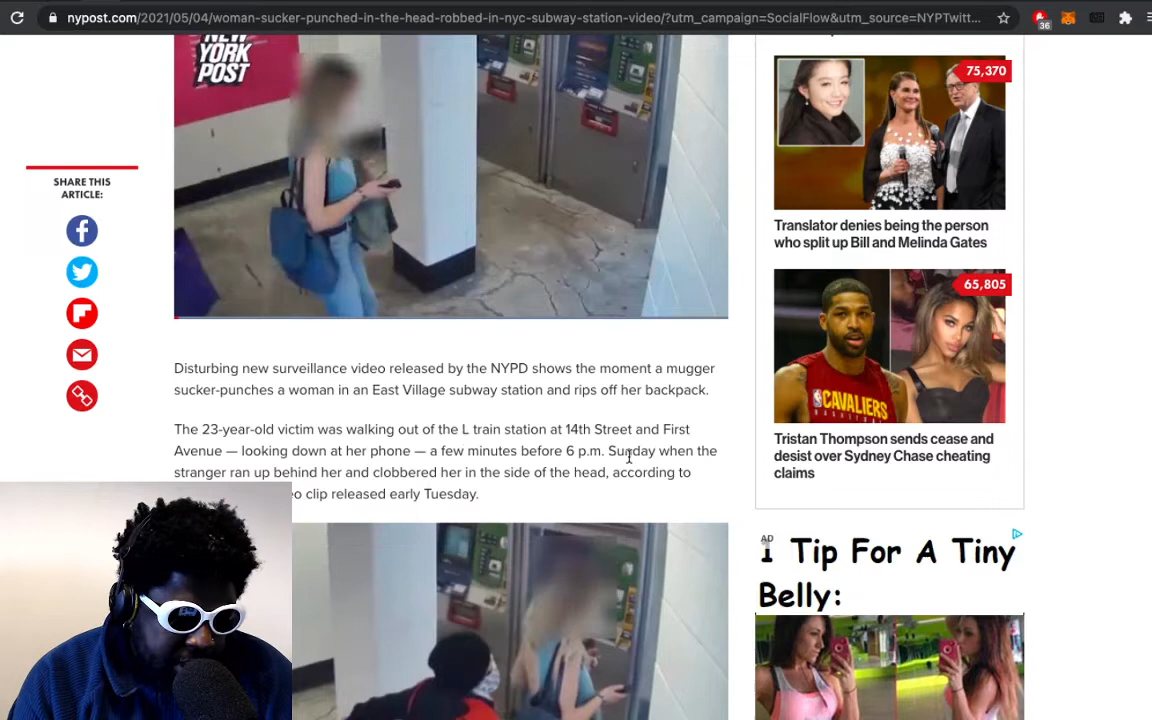 nypost.com/2021/05/04/woman-sucker-punched-in-the-head-robbed-in-nyc-subway-station-video/?utm_campaign=SocialFlow&utm_source=NYPTwitt...
36
NEW
YORK
POST
SHARE THIS
ARTICLE:
Disturbing new surveillance video released by the NYPD shows the moment a mugger
sucker-punches a woman in an East Village subway station and rips off her backpack.
The 23-year-old victim was walking out of the L train station at 14th Street and First
Avenue — looking down at her phone — a few minutes before 6 p.m. Sunday when the
stranger ran up behind her and clobbered her in the side of the head, according to
clip released early Tuesday.
75,370
Translator denies being the person
who split up Bill and Melinda Gates
65,805
CAVALIERS
Tristan Thompson sends cease and
desist over Sydney Chase cheating
claims
AD
1 Tip For A Tiny
Belly: